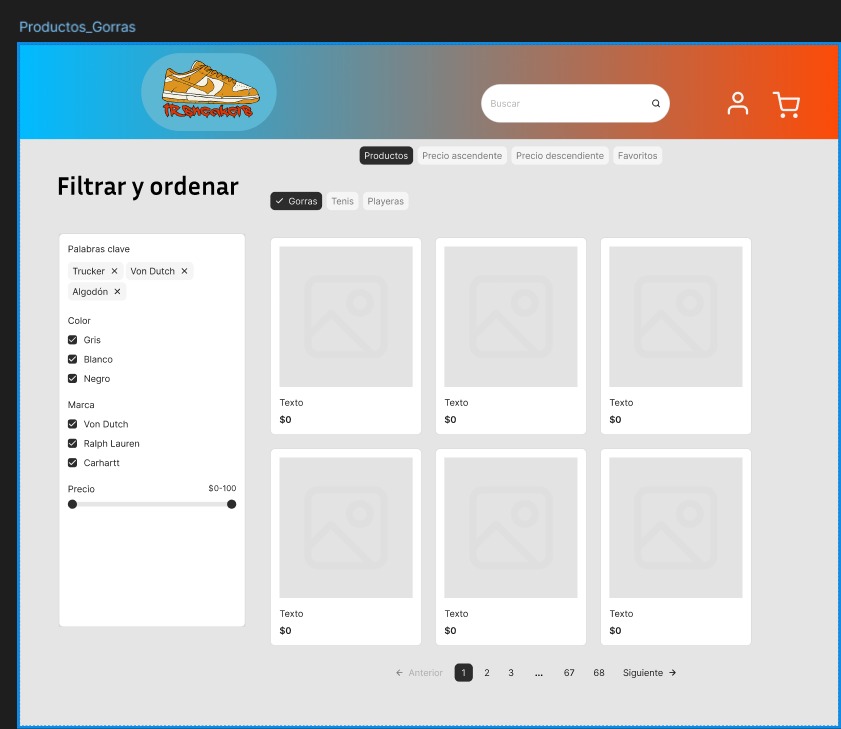 Productos_Gorras
Buscar
Productos Precio ascendente Precio descendiente Favoritos
Filtrar y ordenar
Gorras Tenis Playeras
Palabras clave
Trucker Von Dutch
Algodón
Color
Gris
Blanco
Negro
Marca
Von Dutch
Ralph Lauren
Carhartt
Precio $0-100
Texto Texto Texto
$0 $0 $0
Texto Texto Texto
$0 $0 $0
← Anterior 1 2 3 ... 67 68 Siguiente →